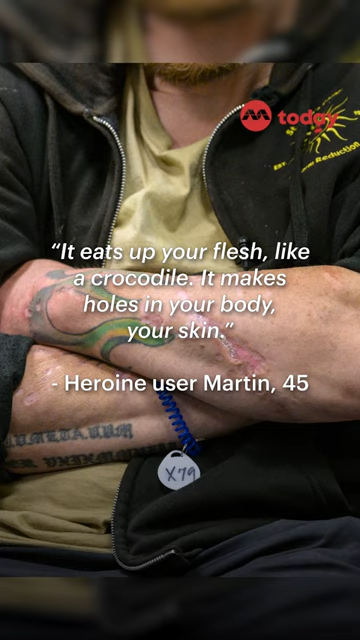 today
Reduction
"It eats up your flesh, like
a crocodile. It makes
holes in your body,
your skin."
- Heroine user Martin, 45
X79